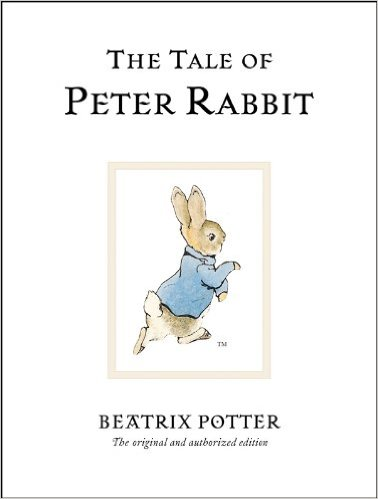 THE TALE OF
PETER RABBIT
TM
BEATRIX POTTER
The original and authorized edition